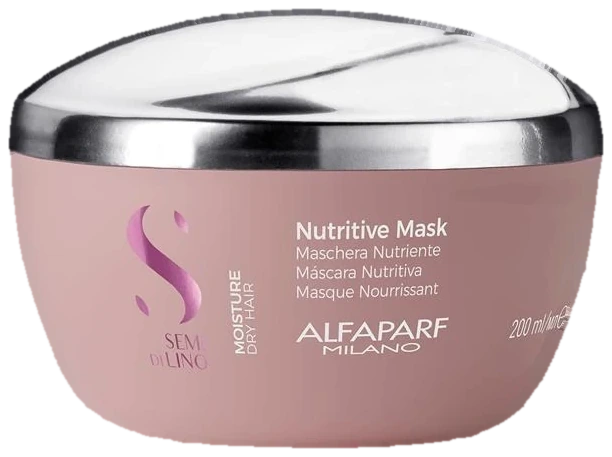 SEMI
DI LINO
MOISTURE
DRY HAIR
Nutritive Mask
Maschera Nutriente
Máscara Nutritiva
Masque Nourrissant
ALFAPARF
MILANO
200 ml/